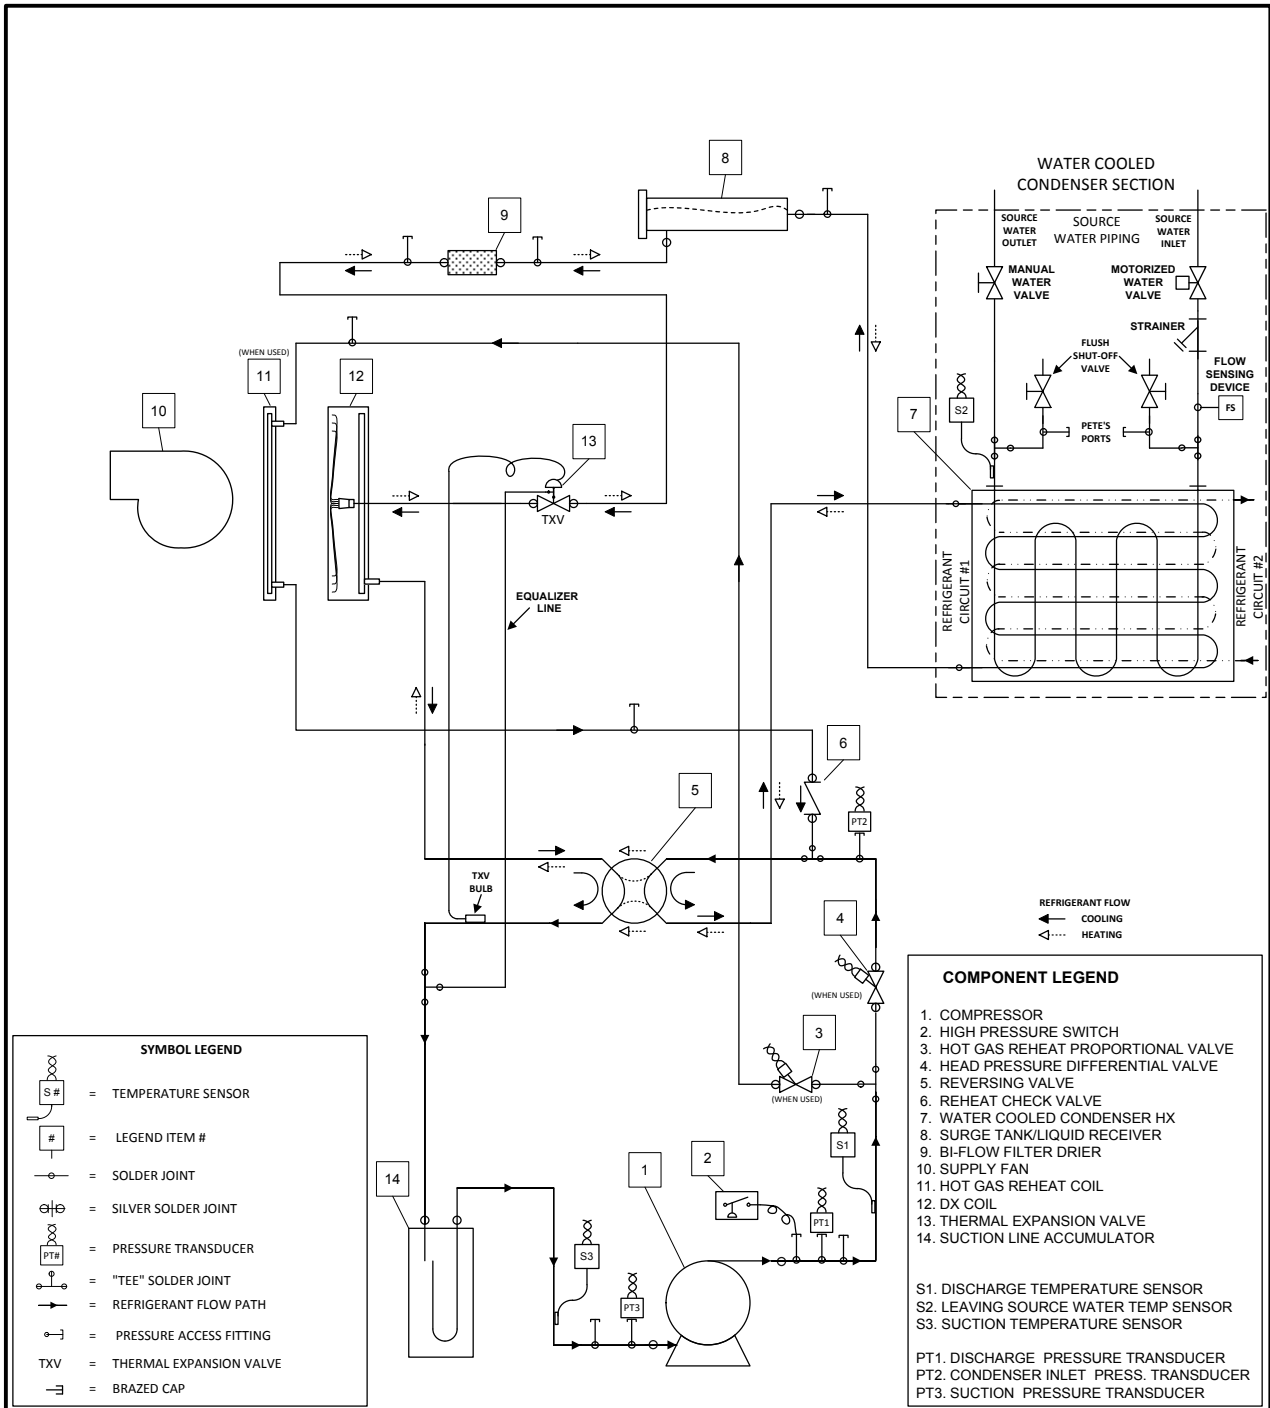 8
WATER COOLED
CONDENSER SECTION
9
SOURCE
WATER
OUTLET
SOURCE
WATER PIPING
SOURCE
WATER
INLET
MANUAL
WATER
VALVE
MOTORIZED
WATER
VALVE
STRAINER
(WHEN USED)
11
12
10
FLUSH
SHUT-OFF
VALVE
FLOW
SENSING
DEVICE
FS
7
S2
PETE'S
PORTS
13
TXV
REFRIGERANT
CIRCUIT #1
REFRIGERANT
CIRCUIT #2
EQUALIZER
LINE
6
5
PT2
TXV
BULB
4
(WHEN USED)
3
(WHEN USED)
REFRIGERANT FLOW
COOLING
HEATING
S1
2
1
14
PT1
S3
PT3
SYMBOL LEGEND
S # = TEMPERATURE SENSOR
# = LEGEND ITEM #
= SOLDER JOINT
= SILVER SOLDER JOINT
PT# = PRESSURE TRANSDUCER
= "TEE" SOLDER JOINT
= REFRIGERANT FLOW PATH
= PRESSURE ACCESS FITTING
TXV = THERMAL EXPANSION VALVE
= BRAZED CAP
COMPONENT LEGEND
1. COMPRESSOR
2. HIGH PRESSURE SWITCH
3. HOT GAS REHEAT PROPORTIONAL VALVE
4. HEAD PRESSURE DIFFERENTIAL VALVE
5. REVERSING VALVE
6. REHEAT CHECK VALVE
7. WATER COOLED CONDENSER HX
8. SURGE TANK/LIQUID RECEIVER
9. BI-FLOW FILTER DRIER
10. SUPPLY FAN
11. HOT GAS REHEAT COIL
12. DX COIL
13. THERMAL EXPANSION VALVE
14. SUCTION LINE ACCUMULATOR
S1. DISCHARGE TEMPERATURE SENSOR
S2. LEAVING SOURCE WATER TEMP SENSOR
S3. SUCTION TEMPERATURE SENSOR
PT1. DISCHARGE PRESSURE TRANSDUCER
PT2. CONDENSER INLET PRESS. TRANSDUCER
PT3. SUCTION PRESSURE TRANSDUCER